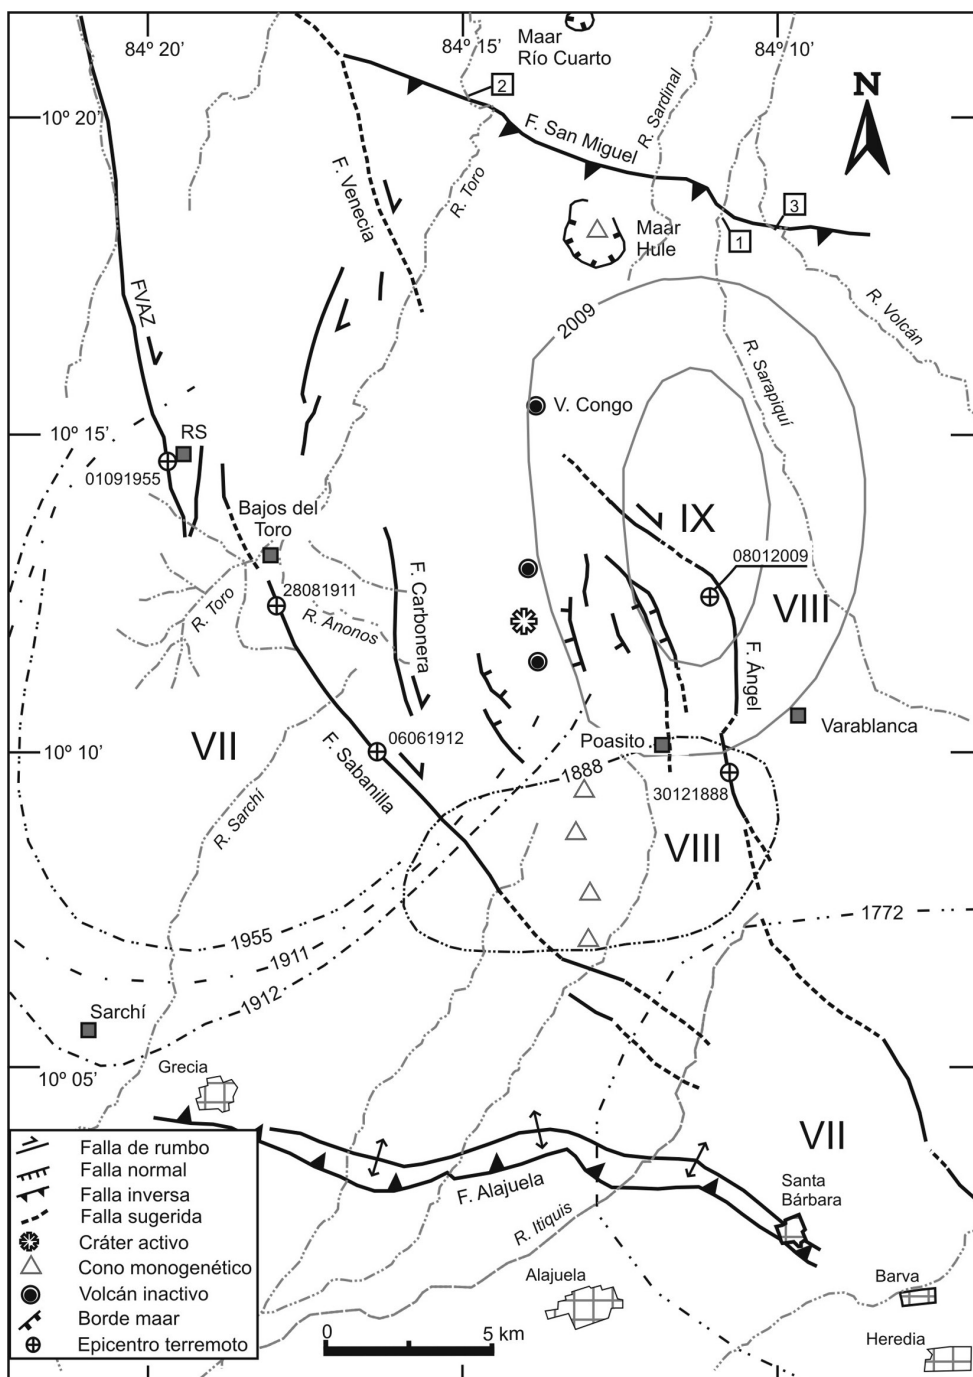 84º 20’
84º 15’
84º 10’
Maar
Río Cuarto
N
2
10º 20’
F. San Miguel
R. Sardinal
F. Venecia
R. Toro
3
1
Maar
Hule
FVAZ
2009
R. Volcán
R. Sarapiquí
V. Congo
10º 15’
RS
01091955
Bajos del
Toro
IX
08012009
28081911
VIII
R. Toro
R. Anonos
F. Carbonera
F. Ángel
VII
06061912
Poasito
Varablanca
10º 10’
F. Sabanilla
1888
30121888
R. Sarchí
VIII
1772
1955
1911
1912
Sarchí
Grecia
10º 05’
VII
Santa
Bárbara
F. Alajuela
R. Itiquis
Alajuela
Barva
Heredia
Falla de rumbo
Falla normal
Falla inversa
Falla sugerida
Cráter activo
Cono monogenético
Volcán inactivo
Borde maar
Epicentro terremoto
0
5 km